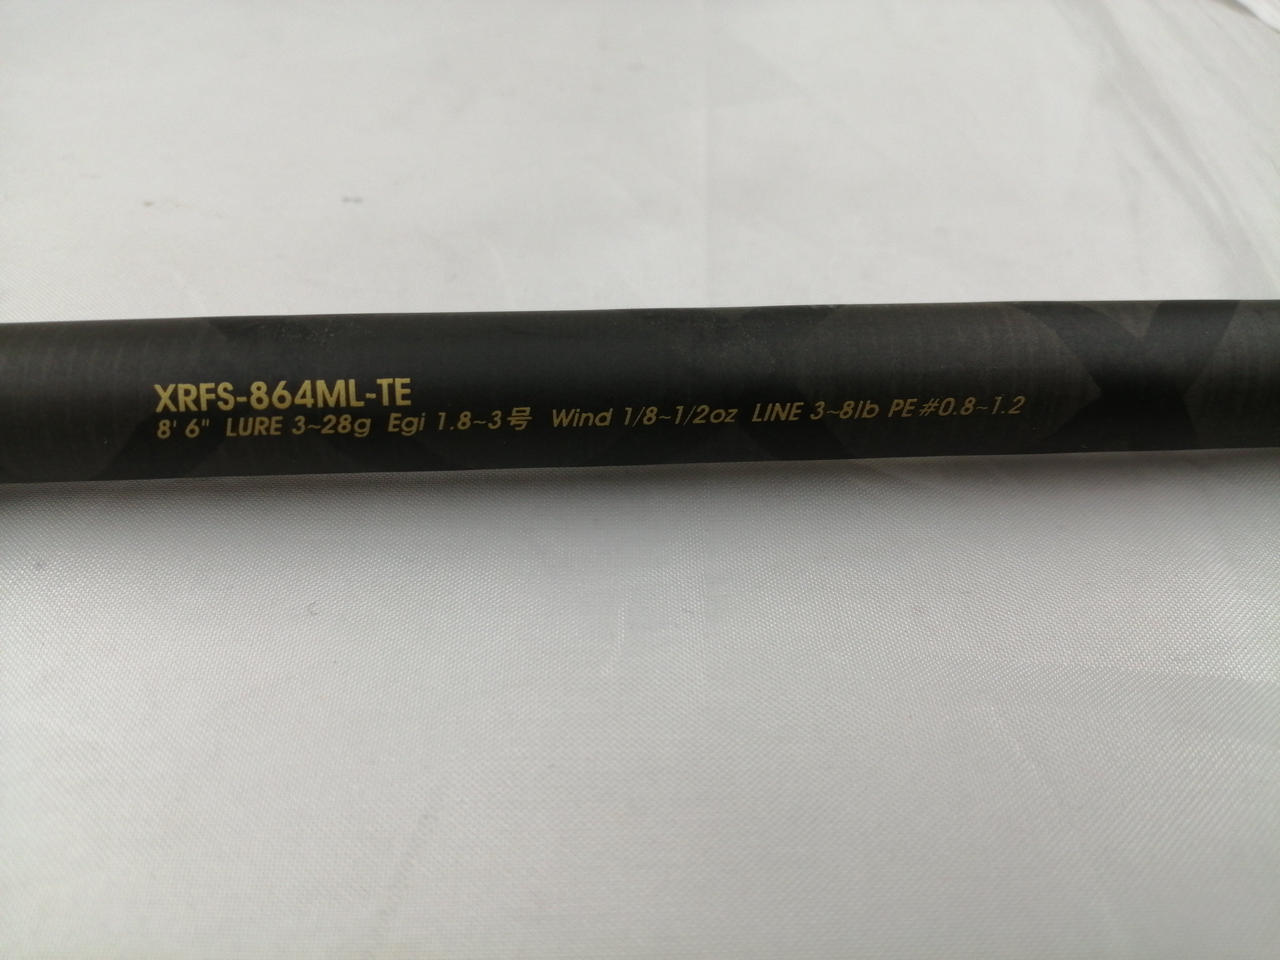 XRFS-864ML-TE
8' 6" LURE 3~28g Egi 1.8~3号 Wind 1/8~1/2oz LINE 3~8lb PE#0.8~1.2